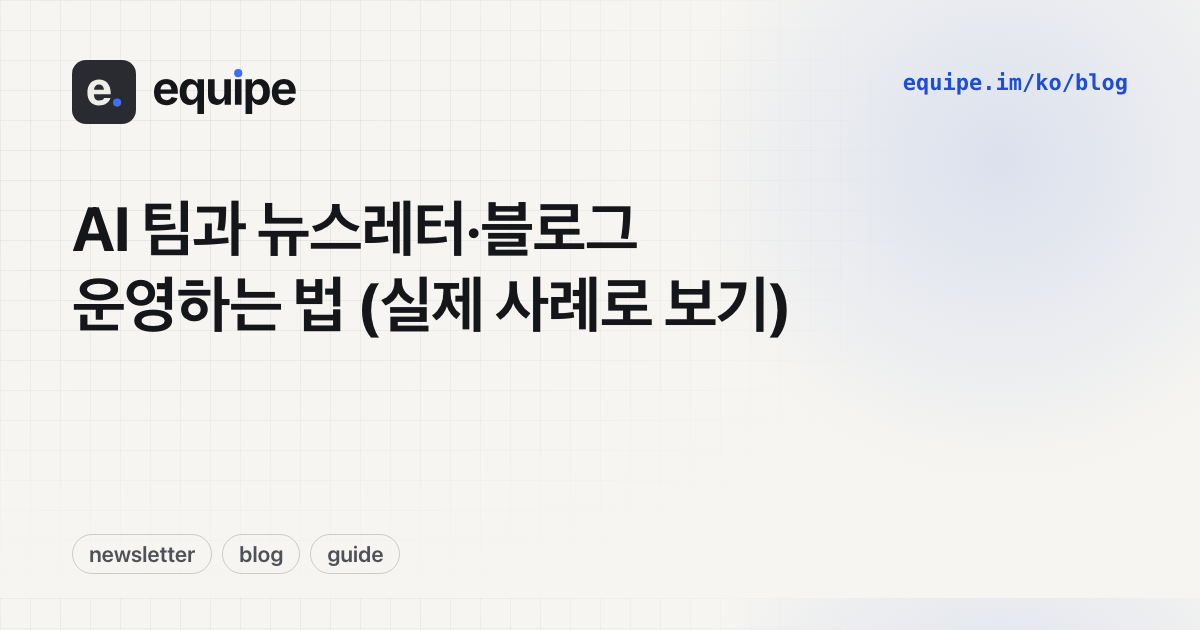 e.
equipe
equipe.im/ko/blog
AI 팀과 뉴스레터·블로그
운영하는 법 (실제 사례로 보기)
newsletter
blog
guide